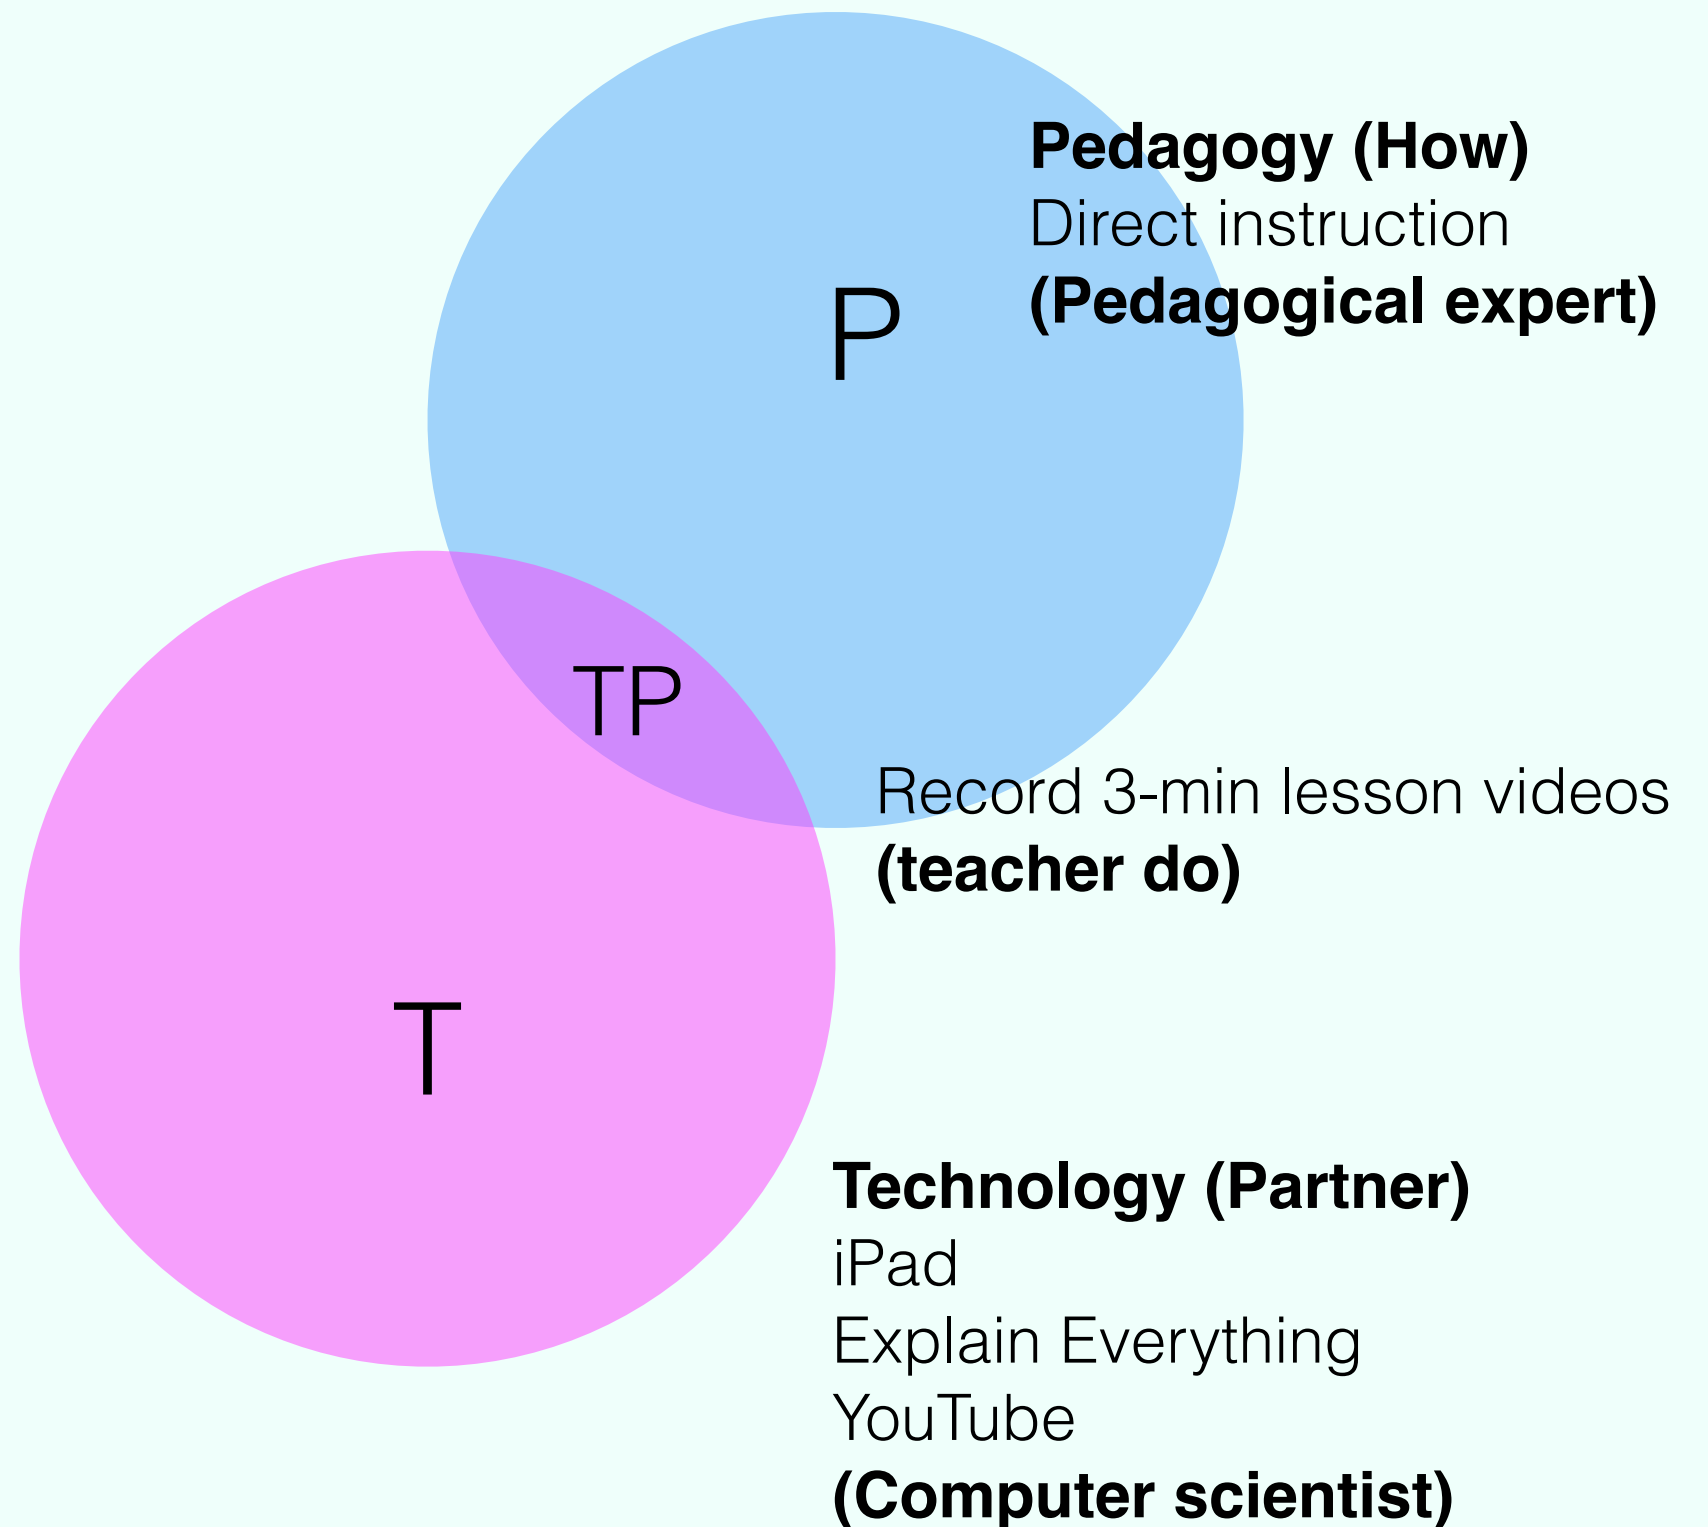 Pedagogy (How)
Direct instruction
(Pedagogical expert)
P
TP
Record 3-min lesson videos
(teacher do)
T
Technology (Partner)
iPad
Explain Everything
YouTube
(Computer scientist)